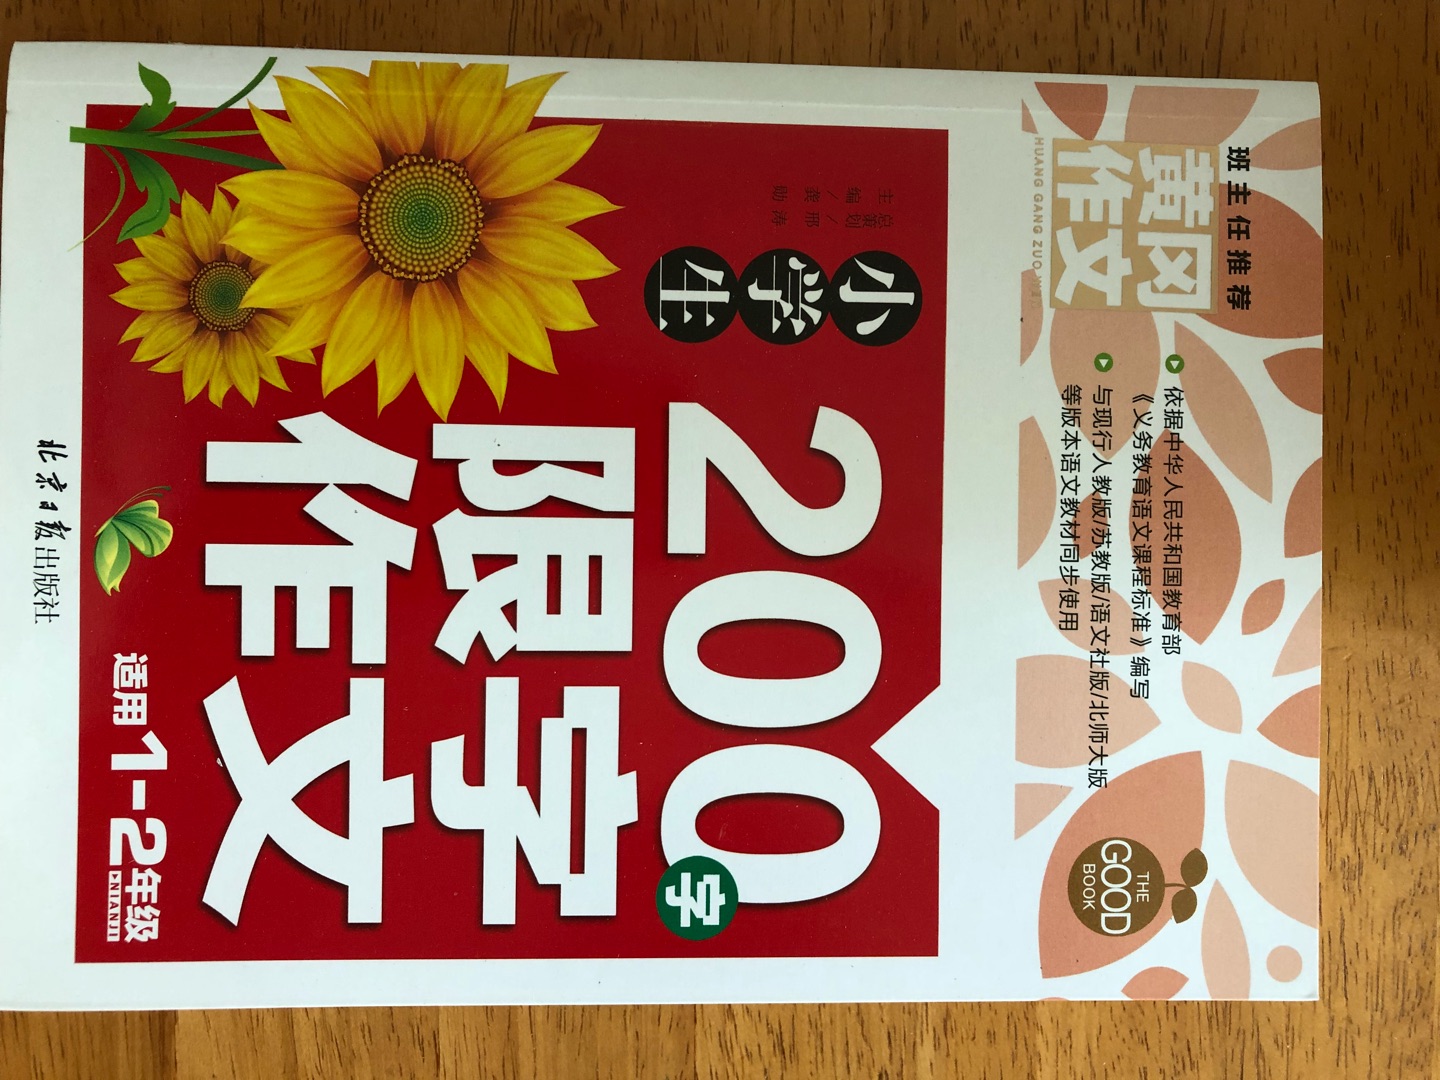 班主任推荐
黄冈
作文
HUANG GANG ZUO
依据中华人民共和国教育部
《义务教育语文课程标准》编写
与现行人教版/苏教版/语文社版/北师大版
等版本语文教材同步使用
THE
GOOD
BOOK
总策划/邢涛
主编/龚勋
小学生
200字
限字
作文
适用1-2年级
NIANJI
北京日报出版社